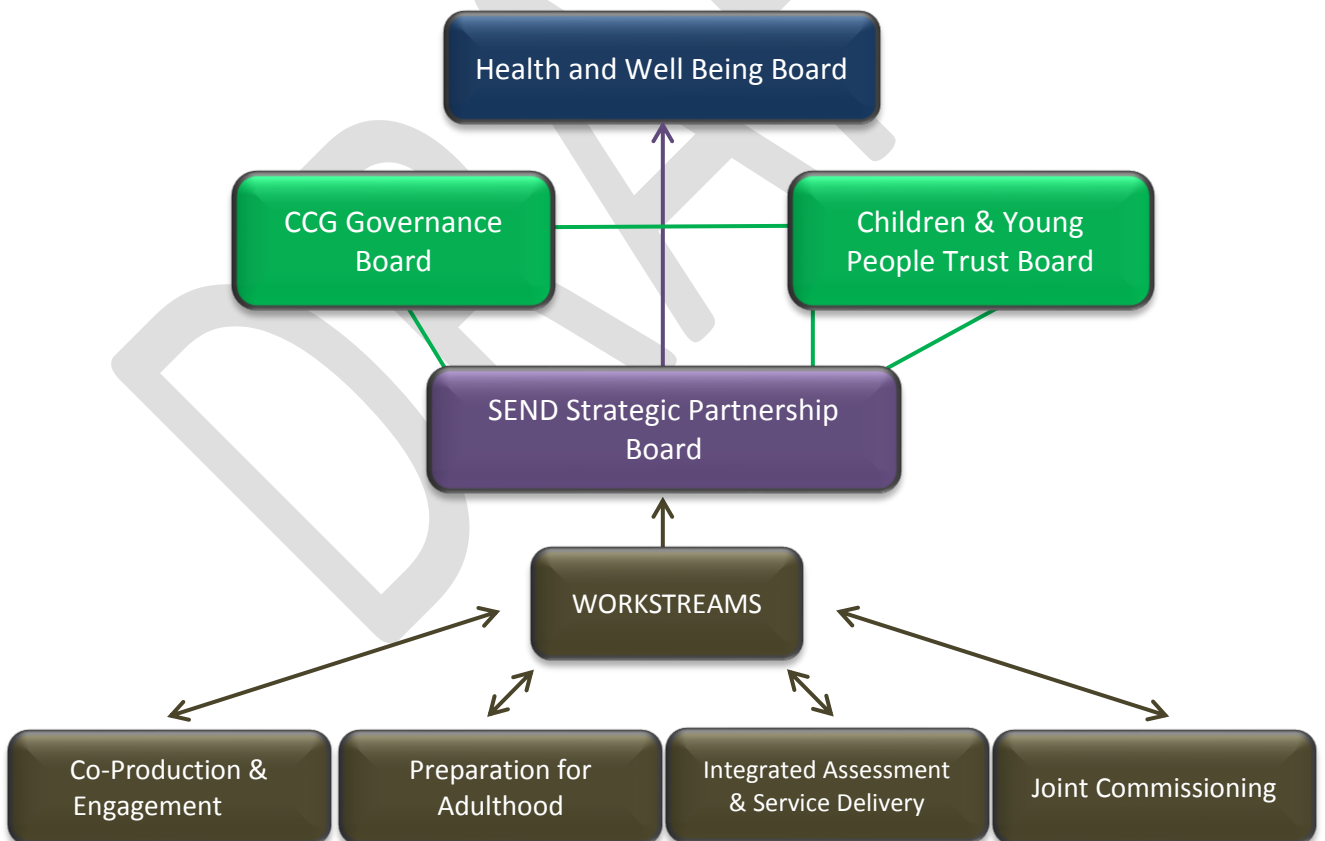 Health and Well Being Board
CCG Governance
Board
Children & Young
People Trust Board
SEND Strategic Partnership
Board
WORKSTREAMS
Co-Production &
Engagement
Preparation for
Adulthood
Integrated Assessment
& Service Delivery
Joint Commissioning